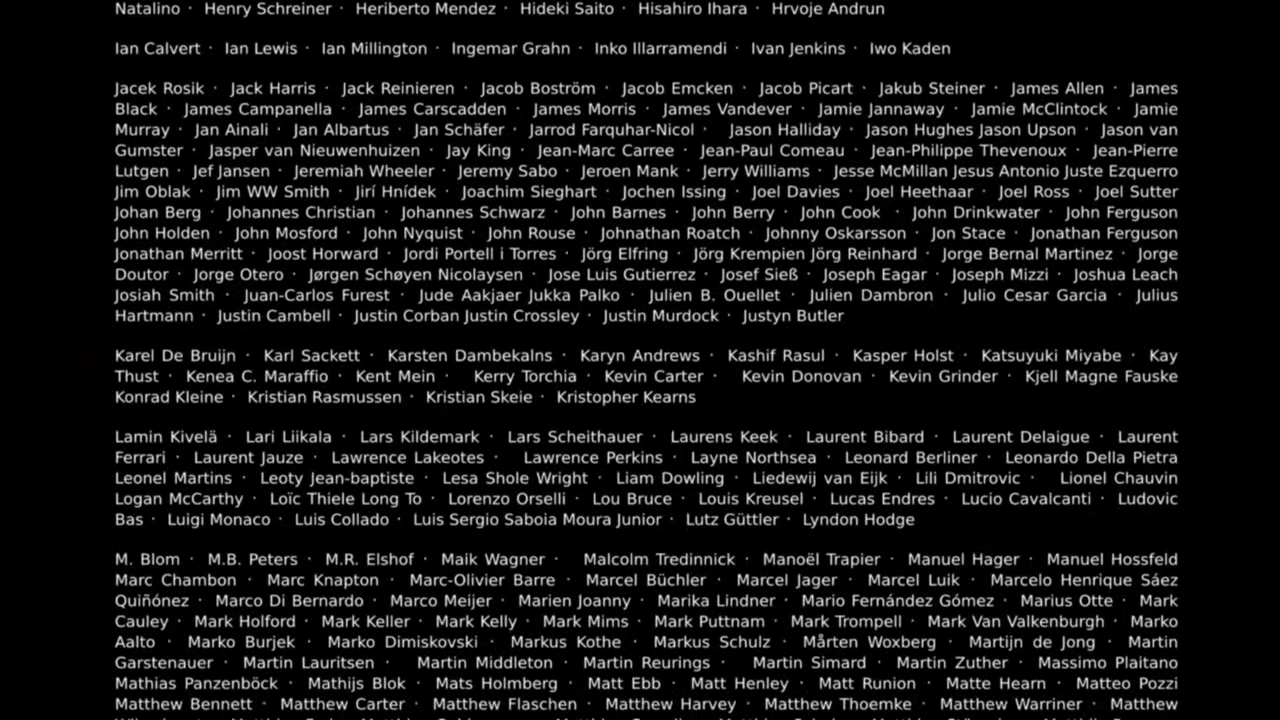 Natalino · Henry Schreiner · Heriberto Mendez · Hideki Saito · Hisahiro Ihara · Hrvoje Andrun
Ian Calvert · Ian Lewis · Ian Millington · Ingemar Grahn · Inko Illarramendi · Ivan Jenkins · Iwo Kaden
Jacek Rosik · Jack Harris · Jack Reinieren · Jacob Boström · Jacob Emcken · Jacob Picart · Jakub Steiner · James Allen · James
Black · James Campanella · James Carscadden · James Morris · James Vandever · Jamie Jannaway · Jamie McClintock · Jamie
Murray · Jan Ainali · Jan Albartus · Jan Schäfer · Jarrod Farquhar-Nicol · Jason Halliday · Jason Hughes Jason Upson · Jason van
Gumster · Jasper van Nieuwenhuizen · Jay King · Jean-Marc Carree · Jean-Paul Comeau · Jean-Philippe Thevenoux · Jean-Pierre
Lutgen · Jef Jansen · Jeremiah Wheeler · Jeremy Sabo · Jeroen Mank · Jerry Williams · Jesse McMillan Jesus Antonio Juste Ezquerro
Jim Oblak · Jim WW Smith · Jirí Hnídek · Joachim Sieghart · Jochen Issing · Joel Davies · Joel Heethaar · Joel Ross · Joel Sutter
Johan Berg · Johannes Christian · Johannes Schwarz · John Barnes · John Berry · John Cook · John Drinkwater · John Ferguson
John Holden · John Mosford · John Nyquist · John Rouse · Johnathan Roatch · Johnny Oskarsson · Jon Stace · Jonathan Ferguson
Jonathan Merritt · Joost Horward · Jordi Portell i Torres · Jörg Elfring · Jörg Krempien Jörg Reinhard · Jorge Bernal Martinez · Jorge
Doutor · Jorge Otero · Jørgen Schøyen Nicolaysen · Jose Luis Gutierrez · Josef Sieß · Joseph Eagar · Joseph Mizzi · Joshua Leach
Josiah Smith · Juan-Carlos Furest · Jude Aakjaer Jukka Palko · Julien B. Ouellet · Julien Dambron · Julio Cesar Garcia · Julius
Hartmann · Justin Cambell · Justin Corban Justin Crossley · Justin Murdock · Justyn Butler
Karel De Bruijn · Karl Sackett · Karsten Dambekalns · Karyn Andrews · Kashif Rasul · Kasper Holst · Katsuyuki Miyabe · Kay
Thust · Kenea C. Maraffio · Kent Mein · Kerry Torchia · Kevin Carter · Kevin Donovan · Kevin Grinder · Kjell Magne Fauske
Konrad Kleine · Kristian Rasmussen · Kristian Skeie · Kristopher Kearns
Lamin Kivelä · Lari Liikala · Lars Kildemark · Lars Scheithauer · Laurens Keek · Laurent Bibard · Laurent Delaigue · Laurent
Ferrari · Laurent Jauze · Lawrence Lakeotes · Lawrence Perkins · Layne Northsea · Leonard Berliner · Leonardo Della Pietra
Leonel Martins · Leoty Jean-baptiste · Lesa Shole Wright · Liam Dowling · Liedewij van Eijk · Lili Dmitrovic · Lionel Chauvin
Logan McCarthy · Loïc Thiele Long To · Lorenzo Orselli · Lou Bruce · Louis Kreusel · Lucas Endres · Lucio Cavalcanti · Ludovic
Bas · Luigi Monaco · Luis Collado · Luis Sergio Saboia Moura Junior · Lutz Güttler · Lyndon Hodge
M. Blom · M.B. Peters · M.R. Elshof · Maik Wagner · Malcolm Tredinnick · Manoël Trapier · Manuel Hager · Manuel Hossfeld
Marc Chambon · Marc Knapton · Marc-Olivier Barre · Marcel Büchler · Marcel Jager · Marcel Luik · Marcelo Henrique Sáez
Quiñónez · Marco Di Bernardo · Marco Meijer · Marien Joanny · Marika Lindner · Mario Fernández Gómez · Marius Otte · Mark
Cauley · Mark Holford · Mark Keller · Mark Kelly · Mark Mims · Mark Puttnam · Mark Trompell · Mark Van Valkenburgh · Marko
Aalto · Marko Burjek · Marko Dimiskovski · Markus Kothe · Markus Schulz · Mårten Woxberg · Martijn de Jong · Martin
Garstenauer · Martin Lauritsen · Martin Middleton · Martin Reurings · Martin Simard · Martin Zuther · Massimo Plaitano
Mathias Panzenböck · Mathijs Blok · Mats Holmberg · Matt Ebb · Matt Henley · Matt Runion · Matte Hearn · Matteo Pozzi
Matthew Bennett · Matthew Carter · Matthew Flaschen · Matthew Harvey · Matthew Thoemke · Matthew Warriner · Matthew